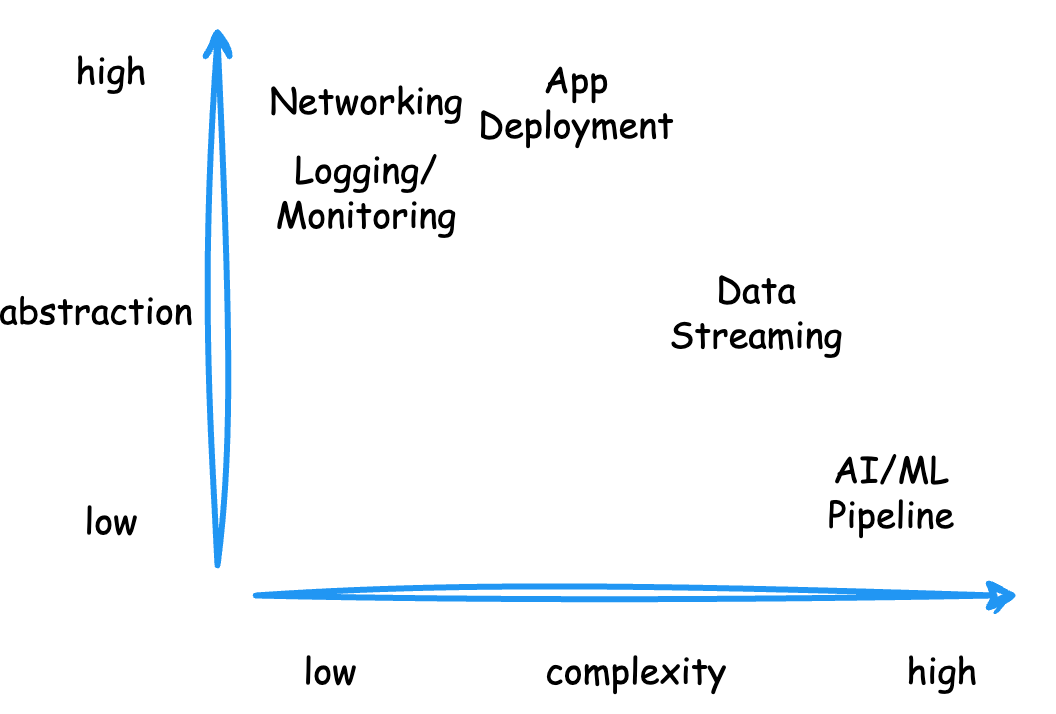 high
Networking
App
Deployment
Logging/
Monitoring
abstraction
Data
Streaming
low
AI/ML
Pipeline
low
complexity
high